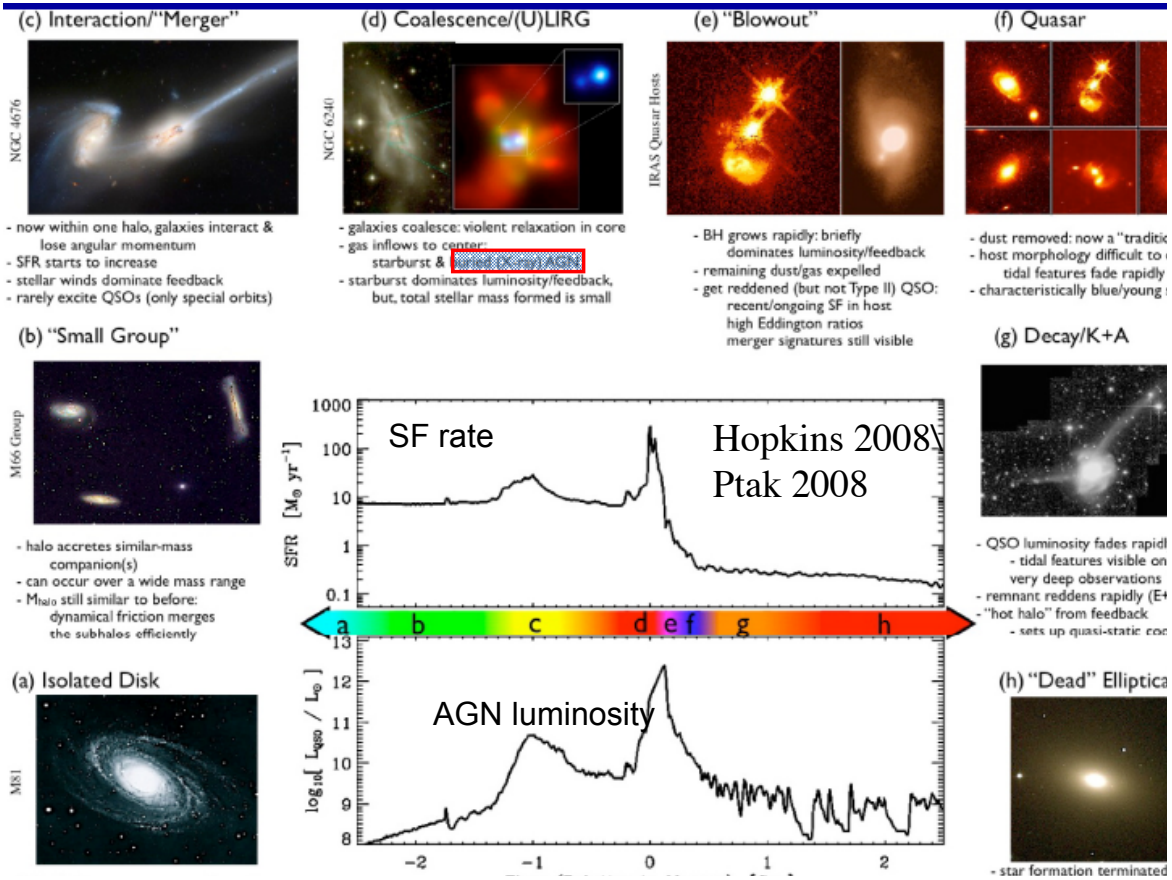 (c) Interaction/“Merger”
NGC 4676
- now within one halo, galaxies interact &
lose angular momentum
- SFR starts to increase
- stellar winds dominate feedback
- rarely excite QSOs (only special orbits)
(d) Coalescence/(U)LIRG
NGC 6240
- galaxies coalesce: violent relaxation in core
- gas inflows to center:
starburst & buried (X-ray) AGN
- starburst dominates luminosity/feedback,
but, total stellar mass formed is small
(e) “Blowout”
IRAS Quasar Hosts
- BH grows rapidly: briefly
dominates luminosity/feedback
- remaining dust/gas expelled
- get reddened (but not Type II) QSO:
recent/ongoing SF in host
high Eddington ratios
merger signatures still visible
(f) Quasar
- dust removed: now a “tradition
- host morphology difficult to
tidal features fade rapidly
- characteristically blue/young
(b) “Small Group”
M66 Group
- halo accretes similar-mass
companion(s)
- can occur over a wide mass range
- Mhalo still similar to before:
dynamical friction merges
the subhalos efficiently
(a) Isolated Disk
M81
SF rate
Hopkins 2008\
Ptak 2008
SFR [M⊙ yr⁻¹]
1000
100
10
1
0.1
a b c d e f g h
AGN luminosity
log₁₀[ L_QSO / L⊙ ]
13
12
11
10
9
8
-2 -1 0 1 2
(g) Decay/K+A
- QSO luminosity fades rapidl
- tidal features visible on
very deep observations
- remnant reddens rapidly (E+
- “hot halo” from feedback
- sets up quasi-static coo
(h) “Dead” Elliptica
- star formation terminated